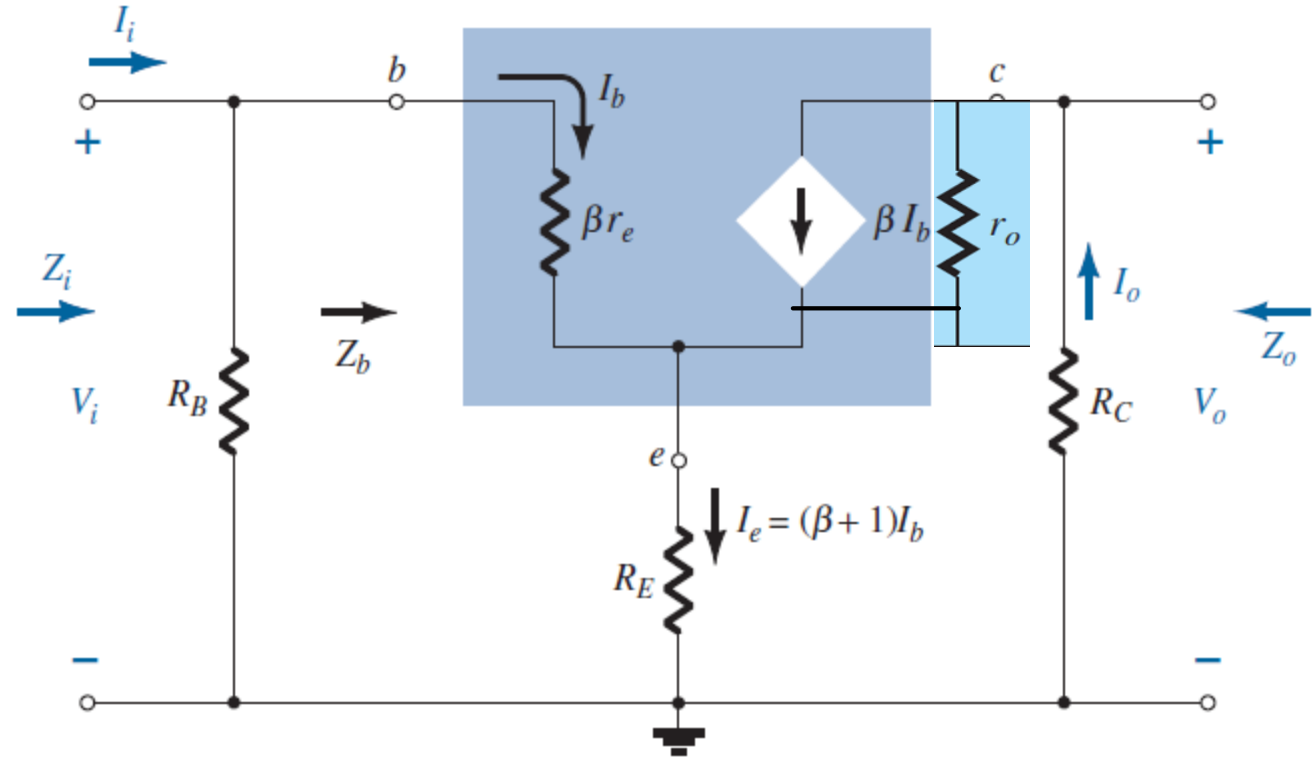 I_i
b
I_b
c
+
+
βr_e
βI_b
r_o
Z_i
I_o
Z_b
Z_o
V_i
R_B
R_C
V_o
e
I_e = (β + 1)I_b
R_E
−
−